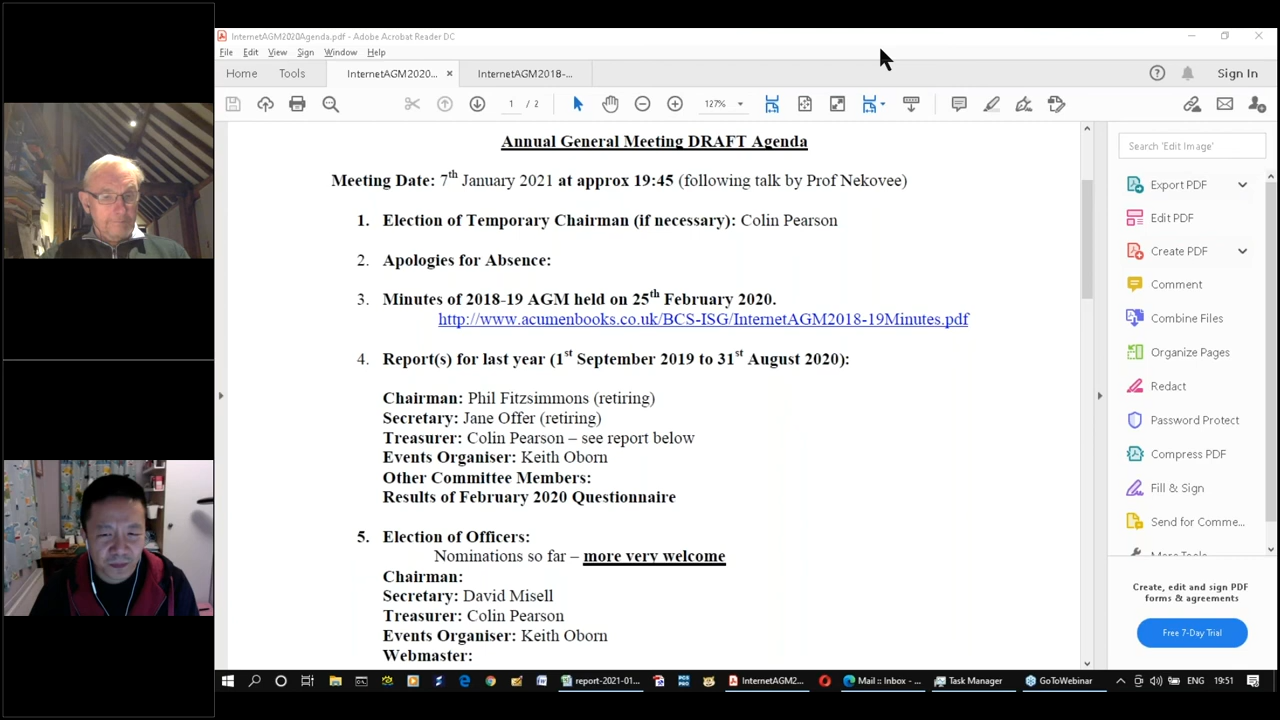 InternetAGM2020Agenda.pdf - Adobe Acrobat Reader DC
File Edit View Sign Window Help
Home Tools InternetAGM2020... × InternetAGM2018-... Sign In
1 / 2 127%
Annual General Meeting DRAFT Agenda
Meeting Date: 7th January 2021 at approx 19:45 (following talk by Prof Nekovee)
1. Election of Temporary Chairman (if necessary): Colin Pearson
2. Apologies for Absence:
3. Minutes of 2018-19 AGM held on 25th February 2020.
http://www.acumenbooks.co.uk/BCS-ISG/InternetAGM2018-19Minutes.pdf
4. Report(s) for last year (1st September 2019 to 31st August 2020):
Chairman: Phil Fitzsimmons (retiring)
Secretary: Jane Offer (retiring)
Treasurer: Colin Pearson – see report below
Events Organiser: Keith Oborn
Other Committee Members:
Results of February 2020 Questionnaire
5. Election of Officers:
Nominations so far – more very welcome
Chairman:
Secretary: David Misell
Treasurer: Colin Pearson
Events Organiser: Keith Oborn
Webmaster:
Search 'Edit Image'
Export PDF
Edit PDF
Create PDF
Comment
Combine Files
Organize Pages
Redact
Password Protect
Compress PDF
Fill & Sign
Send for Comme...
More Tools
Create, edit and sign PDF
forms & agreements
Free 7-Day Trial
report-2021-01... InternetAGM2... Mail :: Inbox - ... Task Manager GoToWebinar ENG 19:51